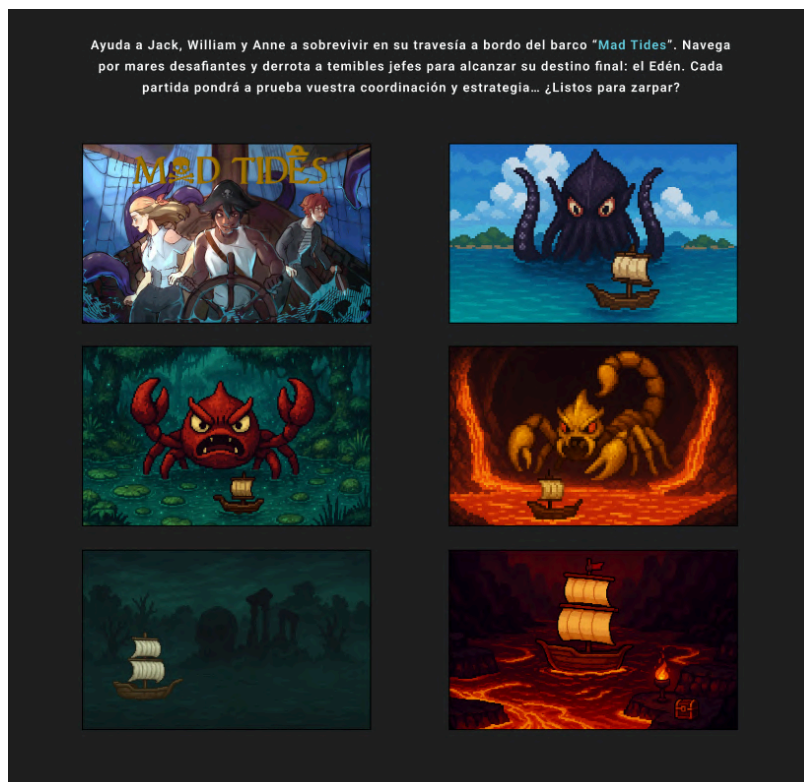 Ayuda a Jack, William y Anne a sobrevivir en su travesía a bordo del barco “Mad Tides”. Navega
por mares desafiantes y derrota a temibles jefes para alcanzar su destino final: el Edén. Cada
partida pondrá a prueba vuestra coordinación y estrategia… ¿Listos para zarpar?
MAD TIDES